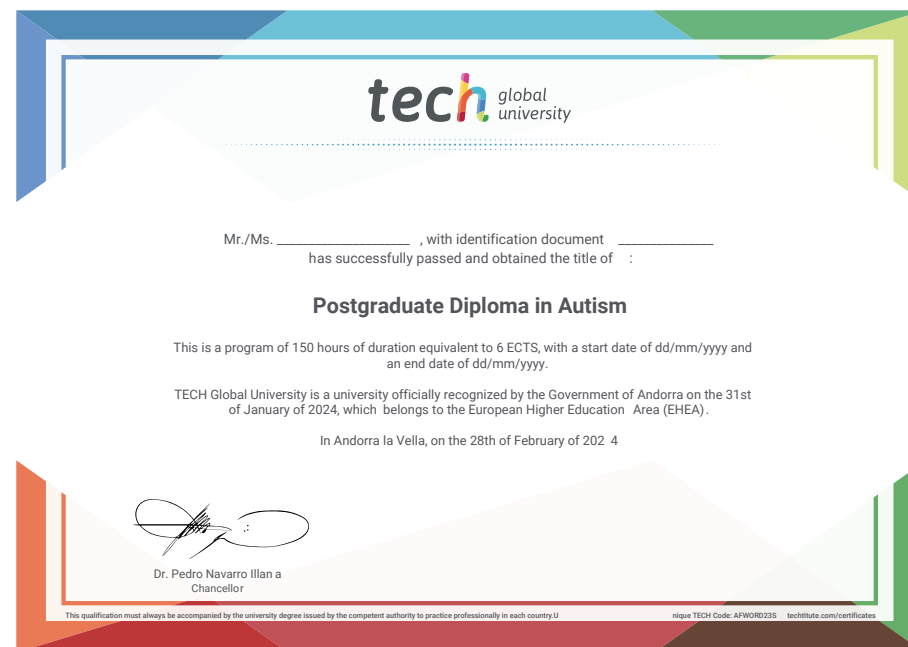 tech global university
Mr./Ms. _____________________ , with identification document _______________
has successfully passed and obtained the title of :
Postgraduate Diploma in Autism
This is a program of 150 hours of duration equivalent to 6 ECTS, with a start date of dd/mm/yyyy and
an end date of dd/mm/yyyy.
TECH Global University is a university officially recognized by the Government of Andorra on the 31st
of January of 2024, which belongs to the European Higher Education Area (EHEA).
In Andorra la Vella, on the 28th of February of 202 4
Dr. Pedro Navarro Illan a
Chancellor
This qualification must always be accompanied by the university degree issued by the competent authority to practice professionally in each country.U nique TECH Code: AFWORD23S techtitute.com/certificates